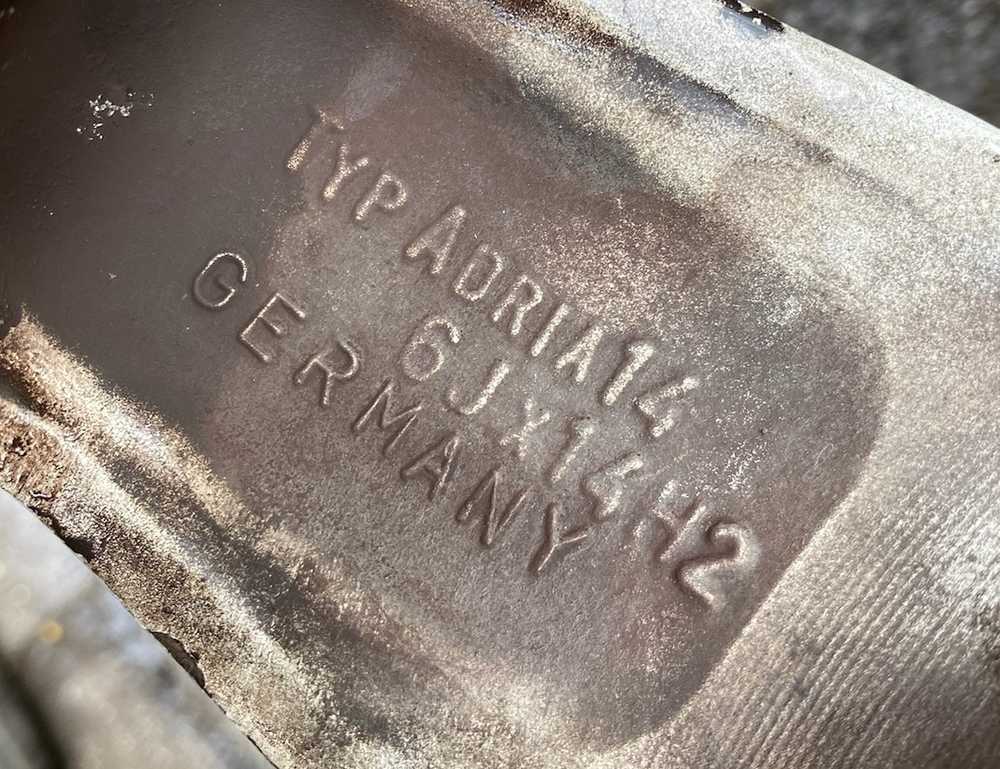 TYP ADRIA 14
6Jx14H2
GERMANY